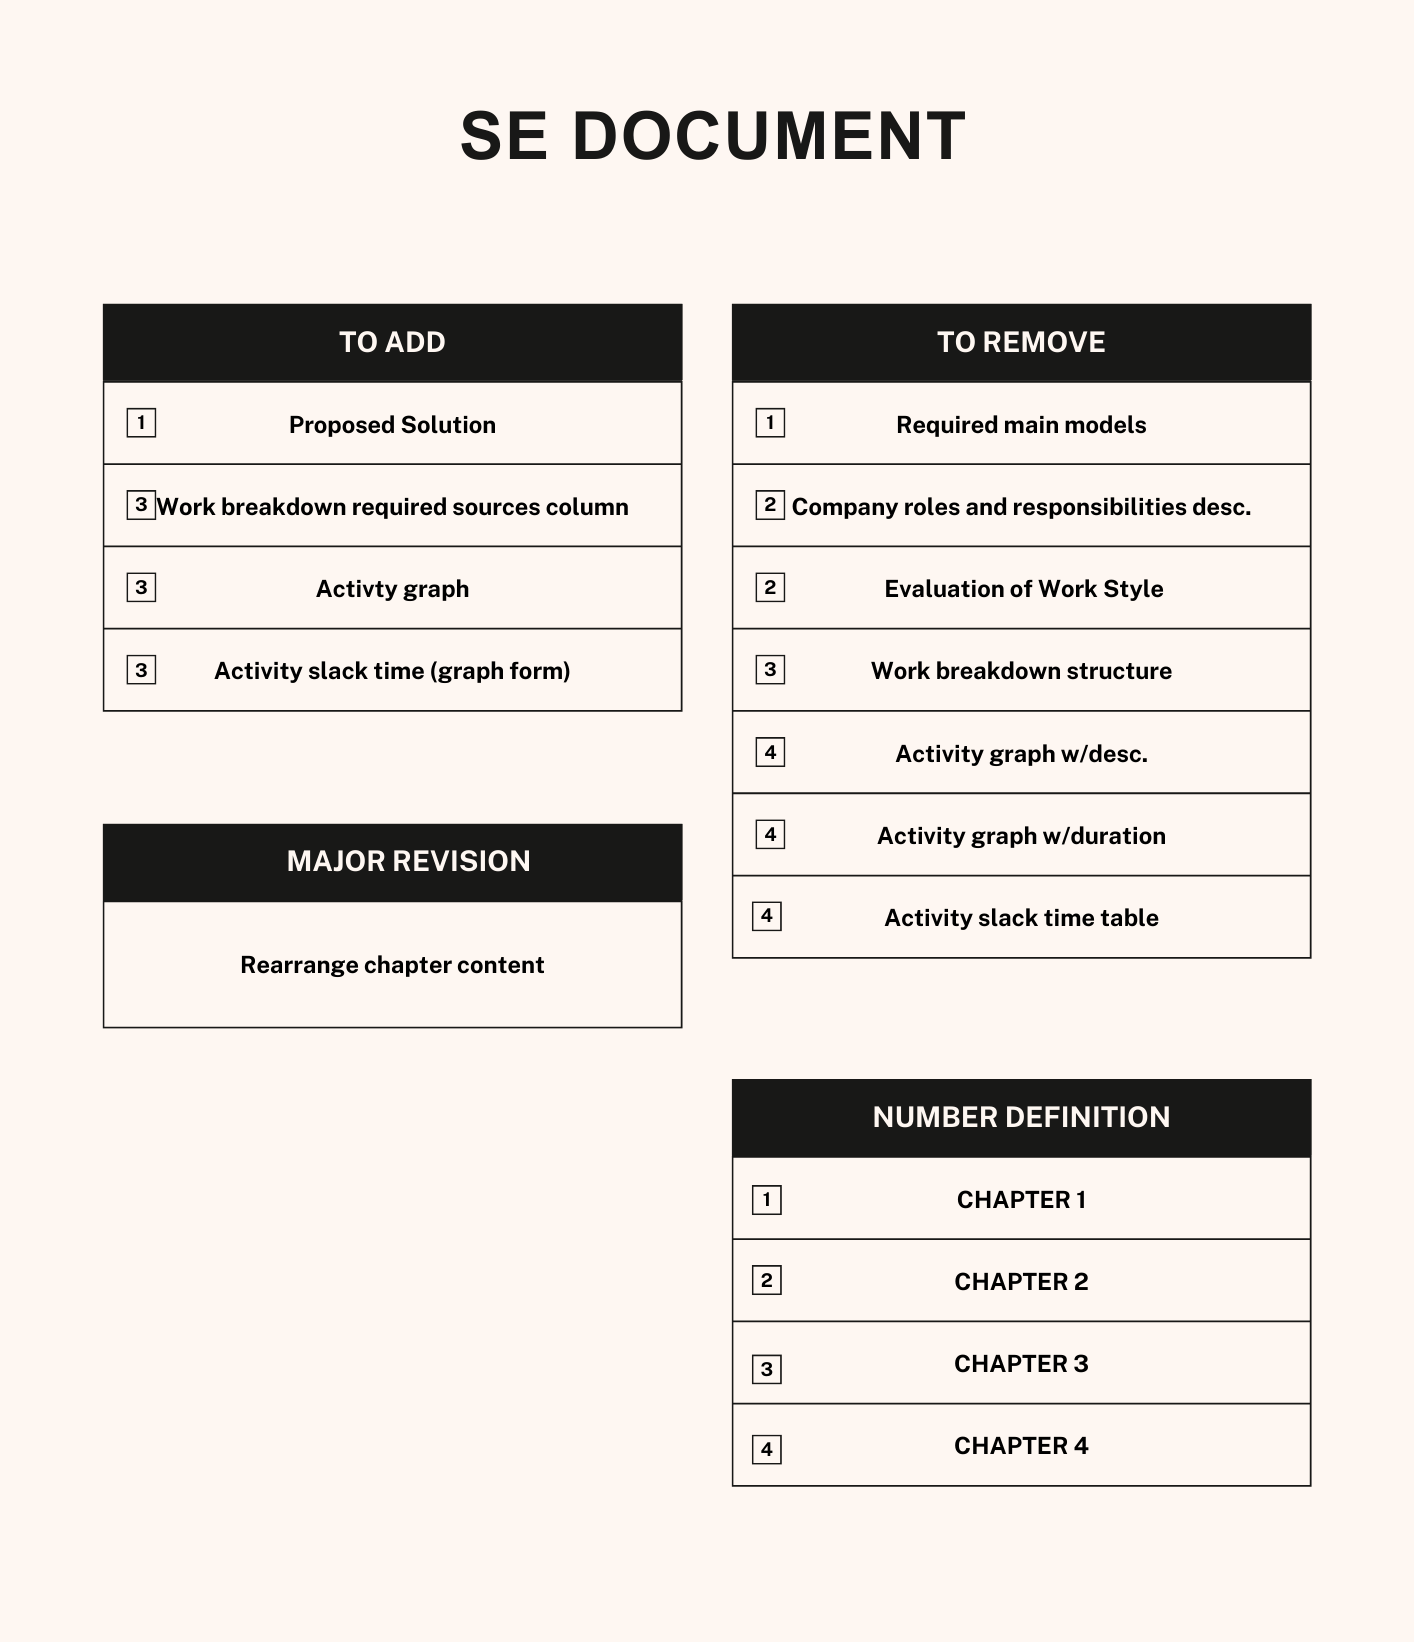 SE DOCUMENT
TO ADD
1 Proposed Solution
3 Work breakdown required sources column
3 Activty graph
3 Activity slack time (graph form)
MAJOR REVISION
Rearrange chapter content
TO REMOVE
1 Required main models
2 Company roles and responsibilities desc.
2 Evaluation of Work Style
3 Work breakdown structure
4 Activity graph w/desc.
4 Activity graph w/duration
4 Activity slack time table
NUMBER DEFINITION
1 CHAPTER 1
2 CHAPTER 2
3 CHAPTER 3
4 CHAPTER 4